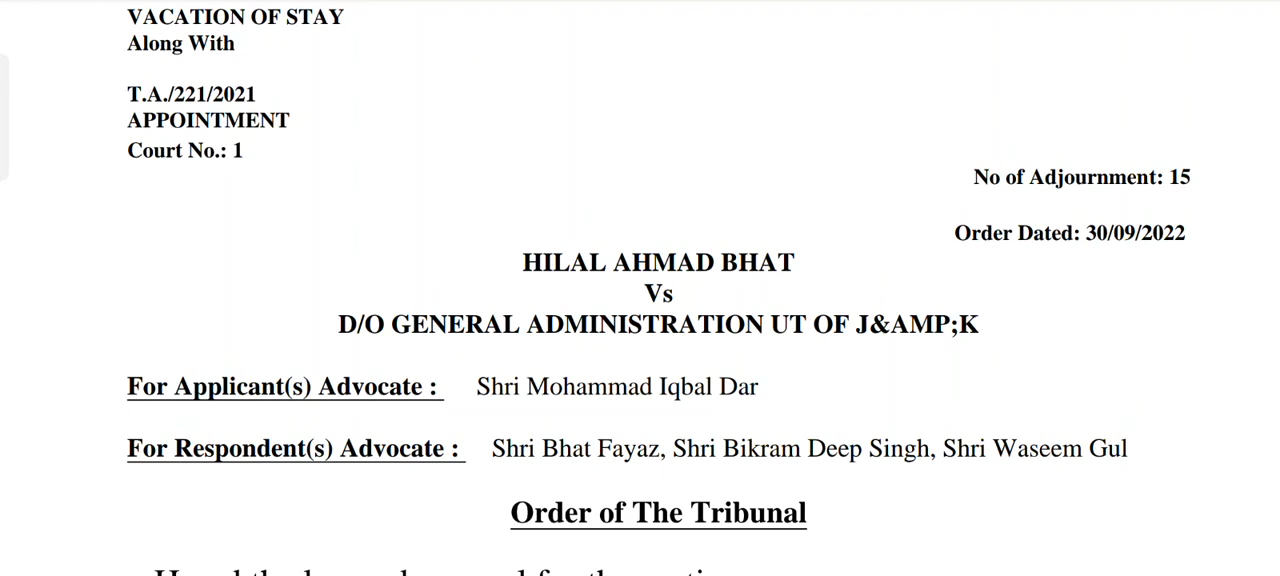 VACATION OF STAY
Along With
T.A./221/2021
APPOINTMENT
Court No.: 1
No of Adjournment: 15
Order Dated: 30/09/2022
HILAL AHMAD BHAT
Vs
D/O GENERAL ADMINISTRATION UT OF J&AMP;K
For Applicant(s) Advocate : Shri Mohammad Iqbal Dar
For Respondent(s) Advocate : Shri Bhat Fayaz, Shri Bikram Deep Singh, Shri Waseem Gul
Order of The Tribunal